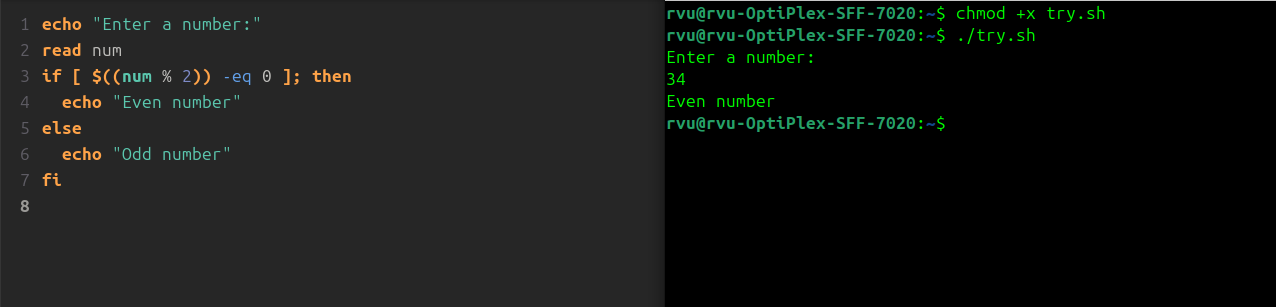 1 echo "Enter a number:"
2 read num
3 if [ $((num % 2)) -eq 0 ]; then
4   echo "Even number"
5 else
6   echo "Odd number"
7 fi
8
rvu@rvu-OptiPlex-SFF-7020:~$ chmod +x try.sh
rvu@rvu-OptiPlex-SFF-7020:~$ ./try.sh
Enter a number:
34
Even number
rvu@rvu-OptiPlex-SFF-7020:~$